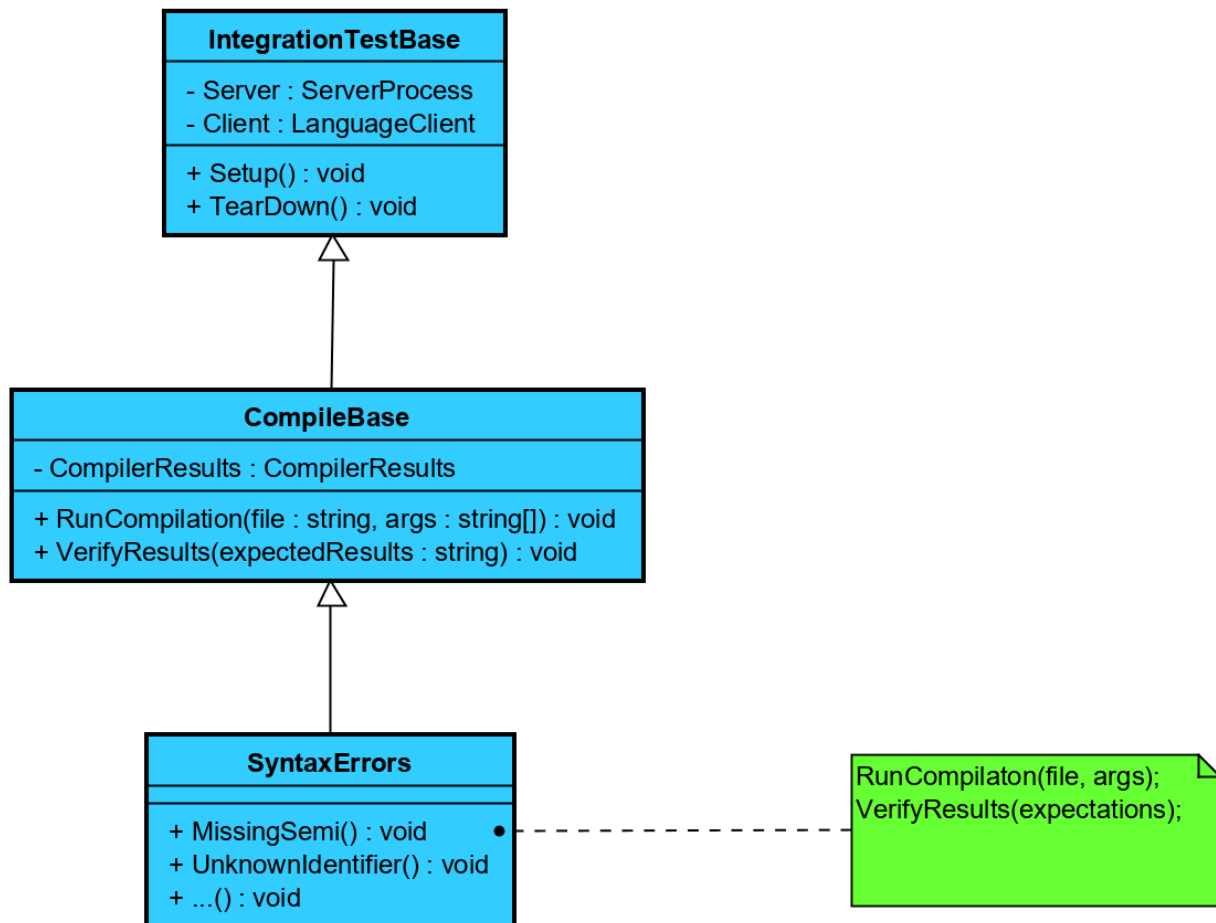 IntegrationTestBase
- Server : ServerProcess
- Client : LanguageClient
+ Setup() : void
+ TearDown() : void
CompileBase
- CompilerResults : CompilerResults
+ RunCompilation(file : string, args : string[]) : void
+ VerifyResults(expectedResults : string) : void
SyntaxErrors
+ MissingSemi() : void
+ UnknownIdentifier() : void
+ ...() : void
RunCompilaton(file, args);
VerifyResults(expectations);